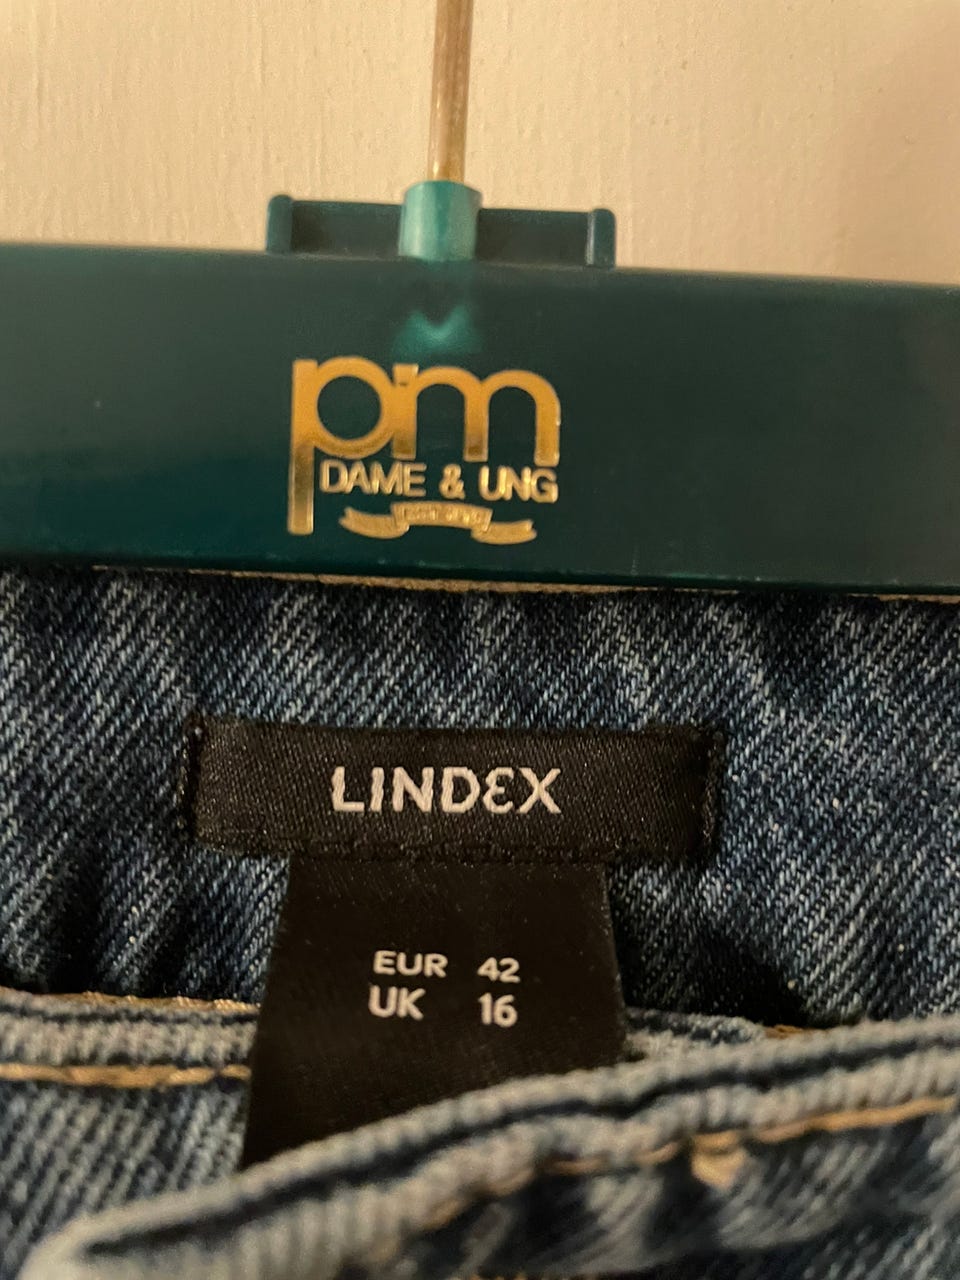 pm
DAME & UNG
LINDEX
EUR 42
UK 16